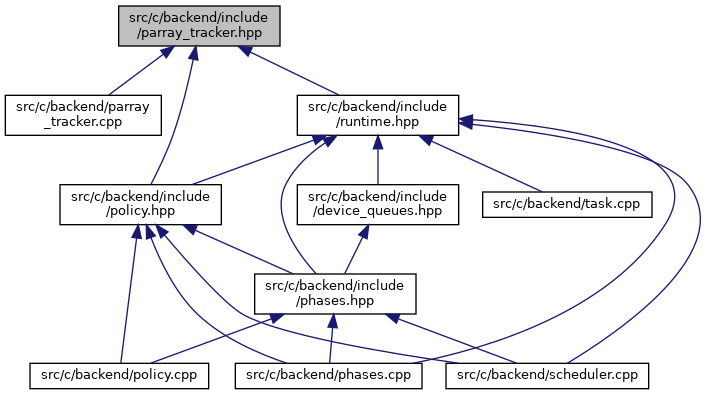 src/c/backend/include
/parray_tracker.hpp
src/c/backend/parray
_tracker.cpp
src/c/backend/include
/runtime.hpp
src/c/backend/include
/policy.hpp
src/c/backend/include
/device_queues.hpp
src/c/backend/task.cpp
src/c/backend/include
/phases.hpp
src/c/backend/policy.cpp
src/c/backend/phases.cpp
src/c/backend/scheduler.cpp